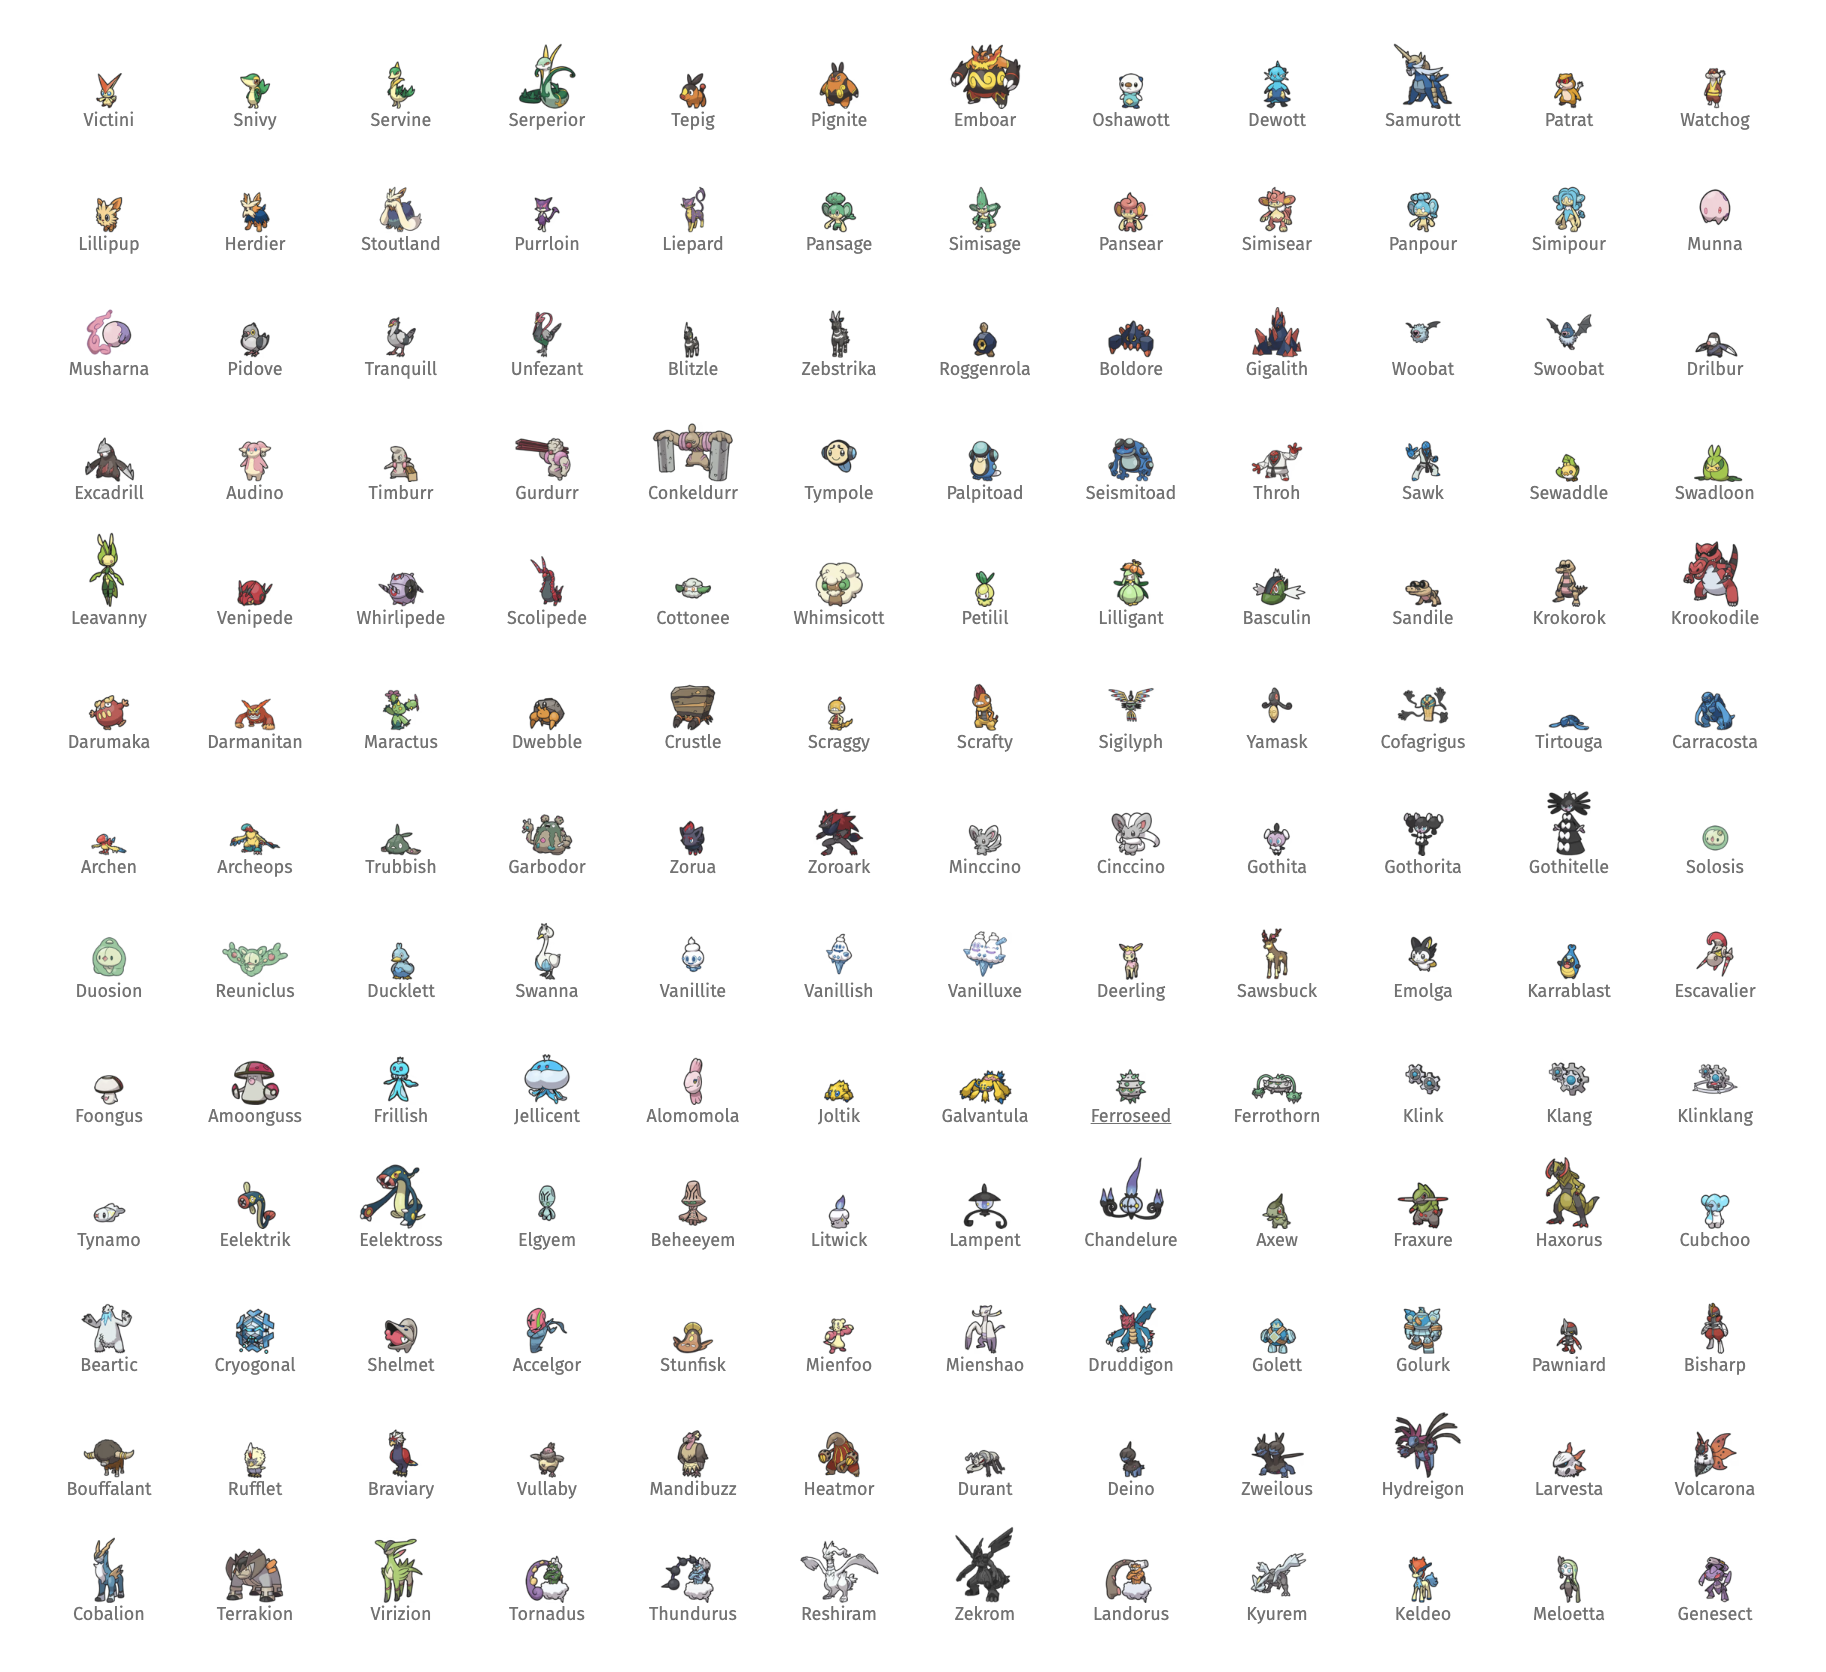 Victini Snivy Servine Serperior Tepig Pignite Emboar Oshawott Dewott Samurott Patrat Watchog
Lillipup Herdier Stoutland Purrloin Liepard Pansage Simisage Pansear Simisear Panpour Simipour Munna
Musharna Pidove Tranquill Unfezant Blitzle Zebstrika Roggenrola Boldore Gigalith Woobat Swoobat Drilbur
Excadrill Audino Timburr Gurdurr Conkeldurr Tympole Palpitoad Seismitoad Throh Sawk Sewaddle Swadloon
Leavanny Venipede Whirlipede Scolipede Cottonee Whimsicott Petilil Lilligant Basculin Sandile Krokorok Krookodile
Darumaka Darmanitan Maractus Dwebble Crustle Scraggy Scrafty Sigilyph Yamask Cofagrigus Tirtouga Carracosta
Archen Archeops Trubbish Garbodor Zorua Zoroark Minccino Cinccino Gothita Gothorita Gothitelle Solosis
Duosion Reuniclus Ducklett Swanna Vanillite Vanillish Vanilluxe Deerling Sawsbuck Emolga Karrablast Escavalier
Foongus Amoonguss Frillish Jellicent Alomomola Joltik Galvantula Ferroseed Ferrothorn Klink Klang Klinklang
Tynamo Eelektrik Eelektross Elgyem Beheeyem Litwick Lampent Chandelure Axew Fraxure Haxorus Cubchoo
Beartic Cryogonal Shelmet Accelgor Stunfisk Mienfoo Mienshao Druddigon Golett Golurk Pawniard Bisharp
Bouffalant Rufflet Braviary Vullaby Mandibuzz Heatmor Durant Deino Zweilous Hydreigon Larvesta Volcarona
Cobalion Terrakion Virizion Tornadus Thundurus Reshiram Zekrom Landorus Kyurem Keldeo Meloetta Genesect